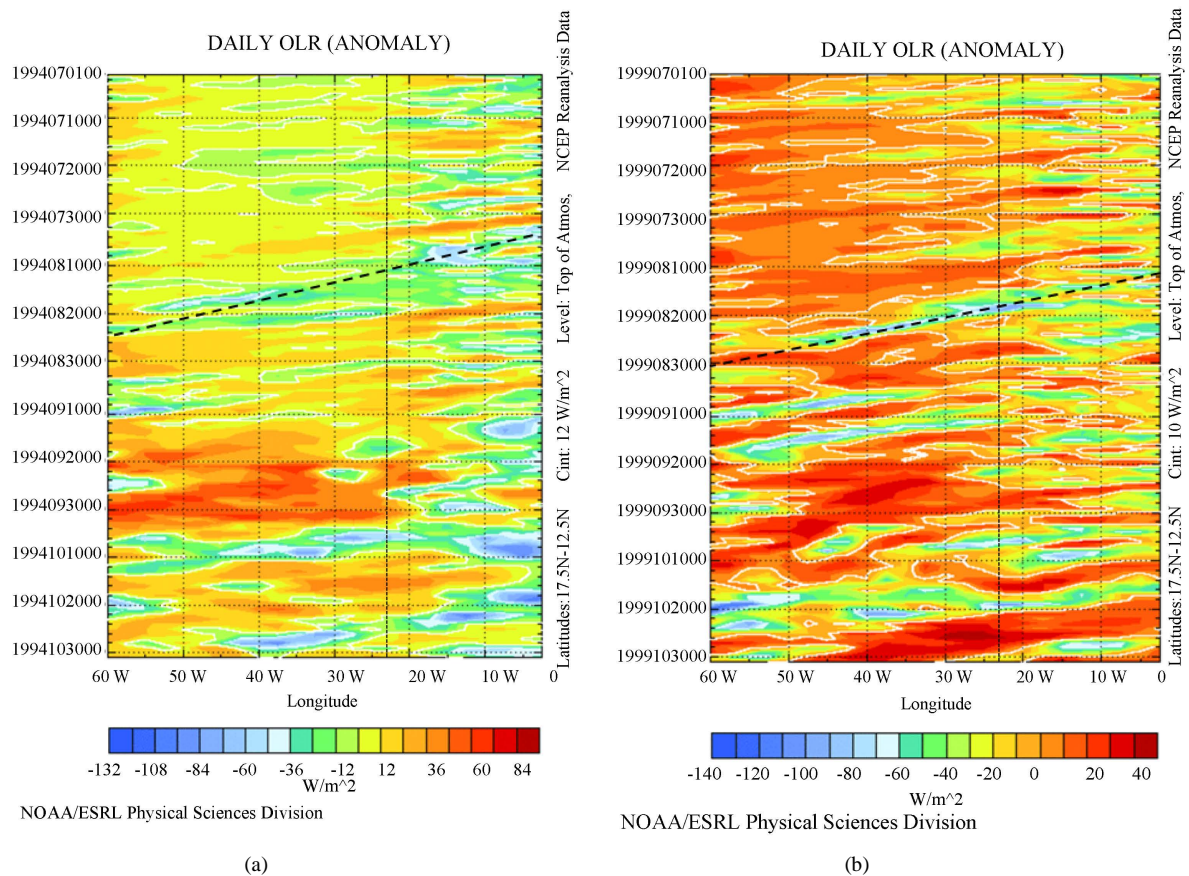 DAILY OLR (ANOMALY)
1994070100
1994071000
1994072000
1994073000
1994081000
1994082000
1994083000
1994091000
1994092000
1994093000
1994101000
1994102000
1994103000
60 W 50 W 40 W 30 W 20 W 10 W 0
Longitude
Latitudes:17.5N-12.5N Cint: 12 W/m^2 Level: Top of Atmos, NCEP Reanalysis Data
-132 -108 -84 -60 -36 -12 12 36 60 84
W/m^2
NOAA/ESRL Physical Sciences Division
(a)
DAILY OLR (ANOMALY)
1999070100
1999071000
1999072000
1999073000
1999081000
1999082000
1999083000
1999091000
1999092000
1999093000
1999101000
1999102000
1999103000
60 W 50 W 40 W 30 W 20 W 10 W 0
Longitude
Latitudes:17.5N-12.5N Cint: 10 W/m^2 Level: Top of Atmos, NCEP Reanalysis Data
-140 -120 -100 -80 -60 -40 -20 0 20 40
W/m^2
NOAA/ESRL Physical Sciences Division
(b)